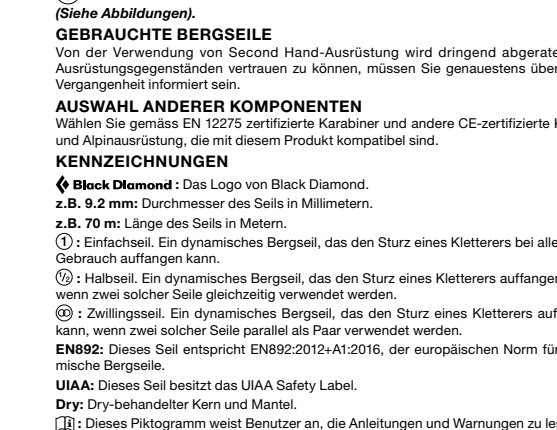 (Siehe Abbildungen).
GEBRAUCHTE BERGSEILE
Von der Verwendung von Second Hand-Ausrüstung wird dringend abgerate
Ausrüstungsgegenständen vertrauen zu können, müssen Sie genauestens über
Vergangenheit informiert sein.
AUSWAHL ANDERER KOMPONENTEN
Wählen Sie gemäss EN 12275 zertifizierte Karabiner und andere CE-zertifizierte K
und Alpinausrüstung, die mit diesem Produkt kompatibel sind.
KENNZEICHNUNGEN
Black Diamond : Das Logo von Black Diamond.
z.B. 9.2 mm: Durchmesser des Seils in Millimetern.
z.B. 70 m: Länge des Seils in Metern.
① : Einfachseil. Ein dynamisches Bergseil, das den Sturz eines Kletterers bei alle
Gebrauch auffangen kann.
½ : Halbseil. Ein dynamisches Bergseil, das den Sturz eines Kletterers auffangen
wenn zwei solcher Seile gleichzeitig verwendet werden.
: Zwillingsseil. Ein dynamisches Bergseil, das den Sturz eines Kletterers auf
kann, wenn zwei solcher Seile parallel als Paar verwendet werden.
EN892: Dieses Seil entspricht EN892:2012+A1:2016, der europäischen Norm für
mische Bergseile.
UIAA: Dieses Seil besitzt das UIAA Safety Label.
Dry: Dry-behandelter Kern und Mantel.
: Dieses Piktogramm weist Benutzer an, die Anleitungen und Warnungen zu les